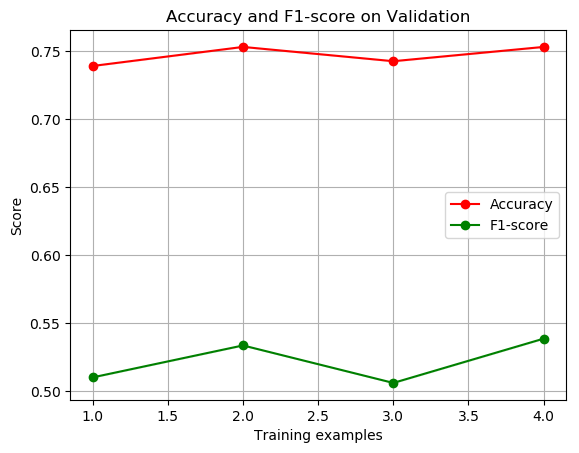 Accuracy and F1-score on Validation
0.75
0.70
0.65
0.60
0.55
0.50
Score
Accuracy
F1-score
1.0 1.5 2.0 2.5 3.0 3.5 4.0
Training examples